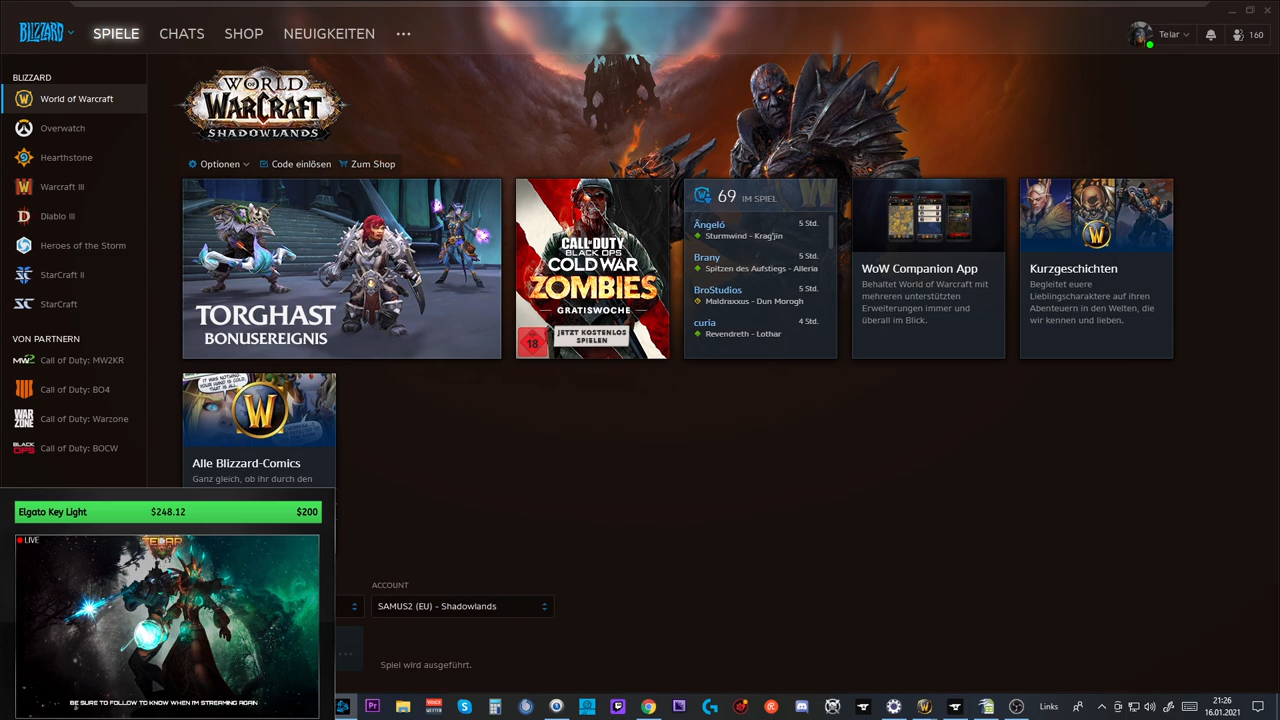 BLIZZARD
SPIELE
CHATS
SHOP
NEUIGKEITEN
Telar
160
BLIZZARD
World of Warcraft
Overwatch
Hearthstone
Warcraft III
Diablo III
Heroes of the Storm
StarCraft II
StarCraft
VON PARTNERN
Call of Duty: MW2KR
Call of Duty: BO4
Call of Duty: Warzone
Call of Duty: BOCW
WORLD
OF
WARCRAFT
SHADOWLANDS
Optionen
Code einlösen
Zum Shop
TORGHAST
BONUSEREIGNIS
CALL OF DUTY
BLACK OPS
COLD WAR
ZOMBIES
GRATISWOCHE
18
JETZT KOSTENLOS
SPIELEN
69 IM SPIEL
Ângeló 5 Std.
Sturmwind - Krag'jin
Brany 5 Std.
Spitzen des Aufstiegs - Alleria
BroStudios 5 Std.
Maldraxxus - Dun Morogh
curia 4 Std.
Revendreth - Lothar
WoW Companion App
Behaltet World of Warcraft mit
mehreren unterstützten
Erweiterungen immer und
überall im Blick.
Kurzgeschichten
Begleitet eure
Lieblingscharaktere auf ihren
Abenteuern in den Welten, die
wir kennen und lieben.
Alle Blizzard-Comics
Ganz gleich, ob ihr durch den
Elgato Key Light $248.12 $200
LIVE
TELAR
BE SURE TO FOLLOW TO KNOW WHEN I'M STREAMING AGAIN
ACCOUNT
SAMUS2 (EU) - Shadowlands
Spiel wird ausgeführt.
Links
21:26
16.01.2021